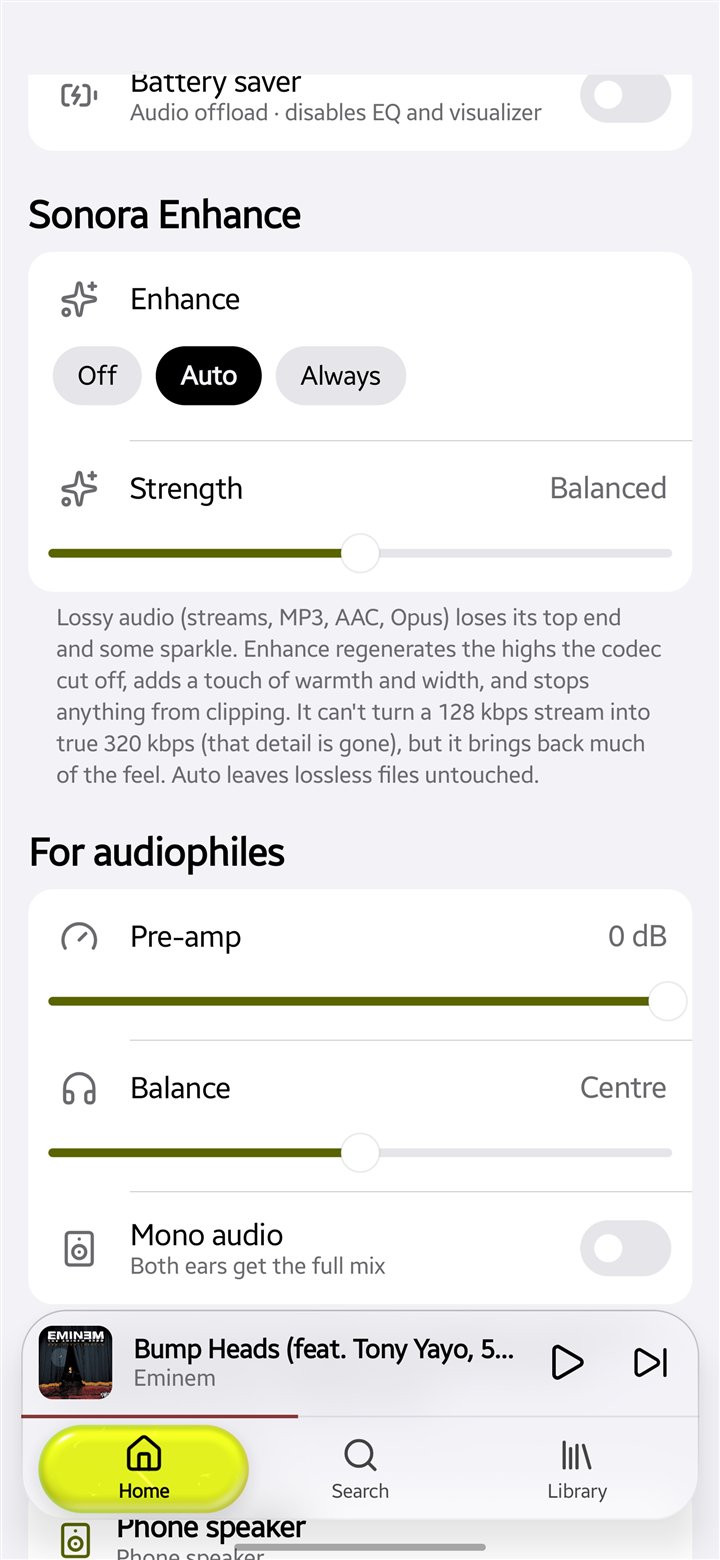 Battery saver
Audio offload · disables EQ and visualizer
Sonora Enhance
Enhance
Off
Auto
Always
Strength
Balanced
Lossy audio (streams, MP3, AAC, Opus) loses its top end
and some sparkle. Enhance regenerates the highs the codec
cut off, adds a touch of warmth and width, and stops
anything from clipping. It can't turn a 128 kbps stream into
true 320 kbps (that detail is gone), but it brings back much
of the feel. Auto leaves lossless files untouched.
For audiophiles
Pre-amp
0 dB
Balance
Centre
Mono audio
Both ears get the full mix
EMINEM
Bump Heads (feat. Tony Yayo, 5...
Eminem
Home
Search
Library
Phone speaker
Phone speaker